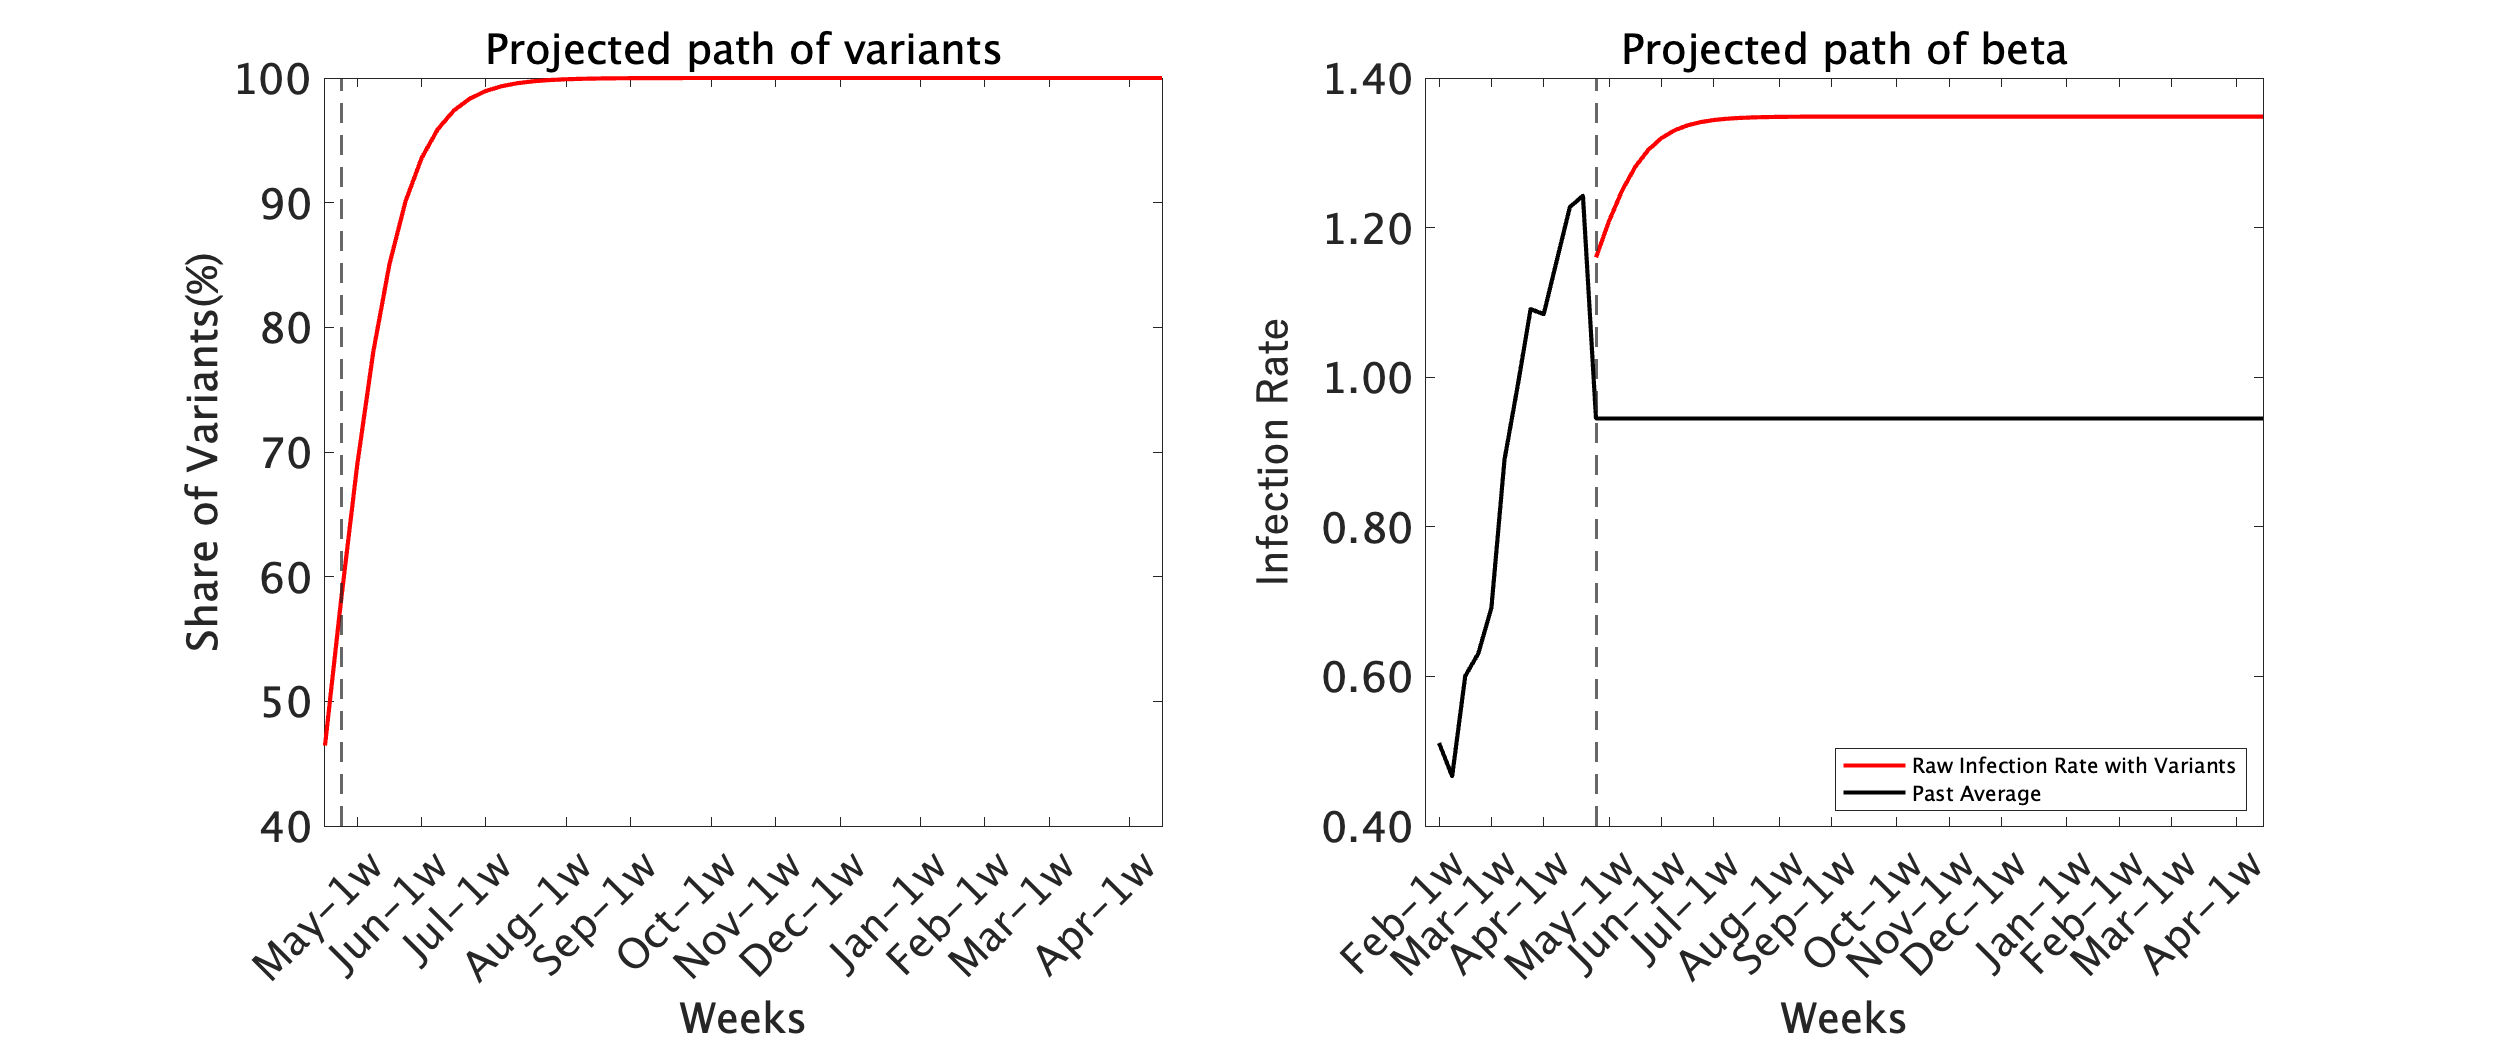 Projected path of variants
100
90
80
70
60
50
40
Share of Variants(%)
May-1w
Jun-1w
Jul-1w
Aug-1w
Sep-1w
Oct-1w
Nov-1w
Dec-1w
Jan-1w
Feb-1w
Mar-1w
Apr-1w
Weeks
Projected path of beta
1.40
1.20
1.00
0.80
0.60
0.40
Infection Rate
Raw Infection Rate with Variants
Past Average
Feb-1w
Mar-1w
Apr-1w
May-1w
Jun-1w
Jul-1w
Aug-1w
Sep-1w
Oct-1w
Nov-1w
Dec-1w
Jan-1w
Feb-1w
Mar-1w
Apr-1w
Weeks